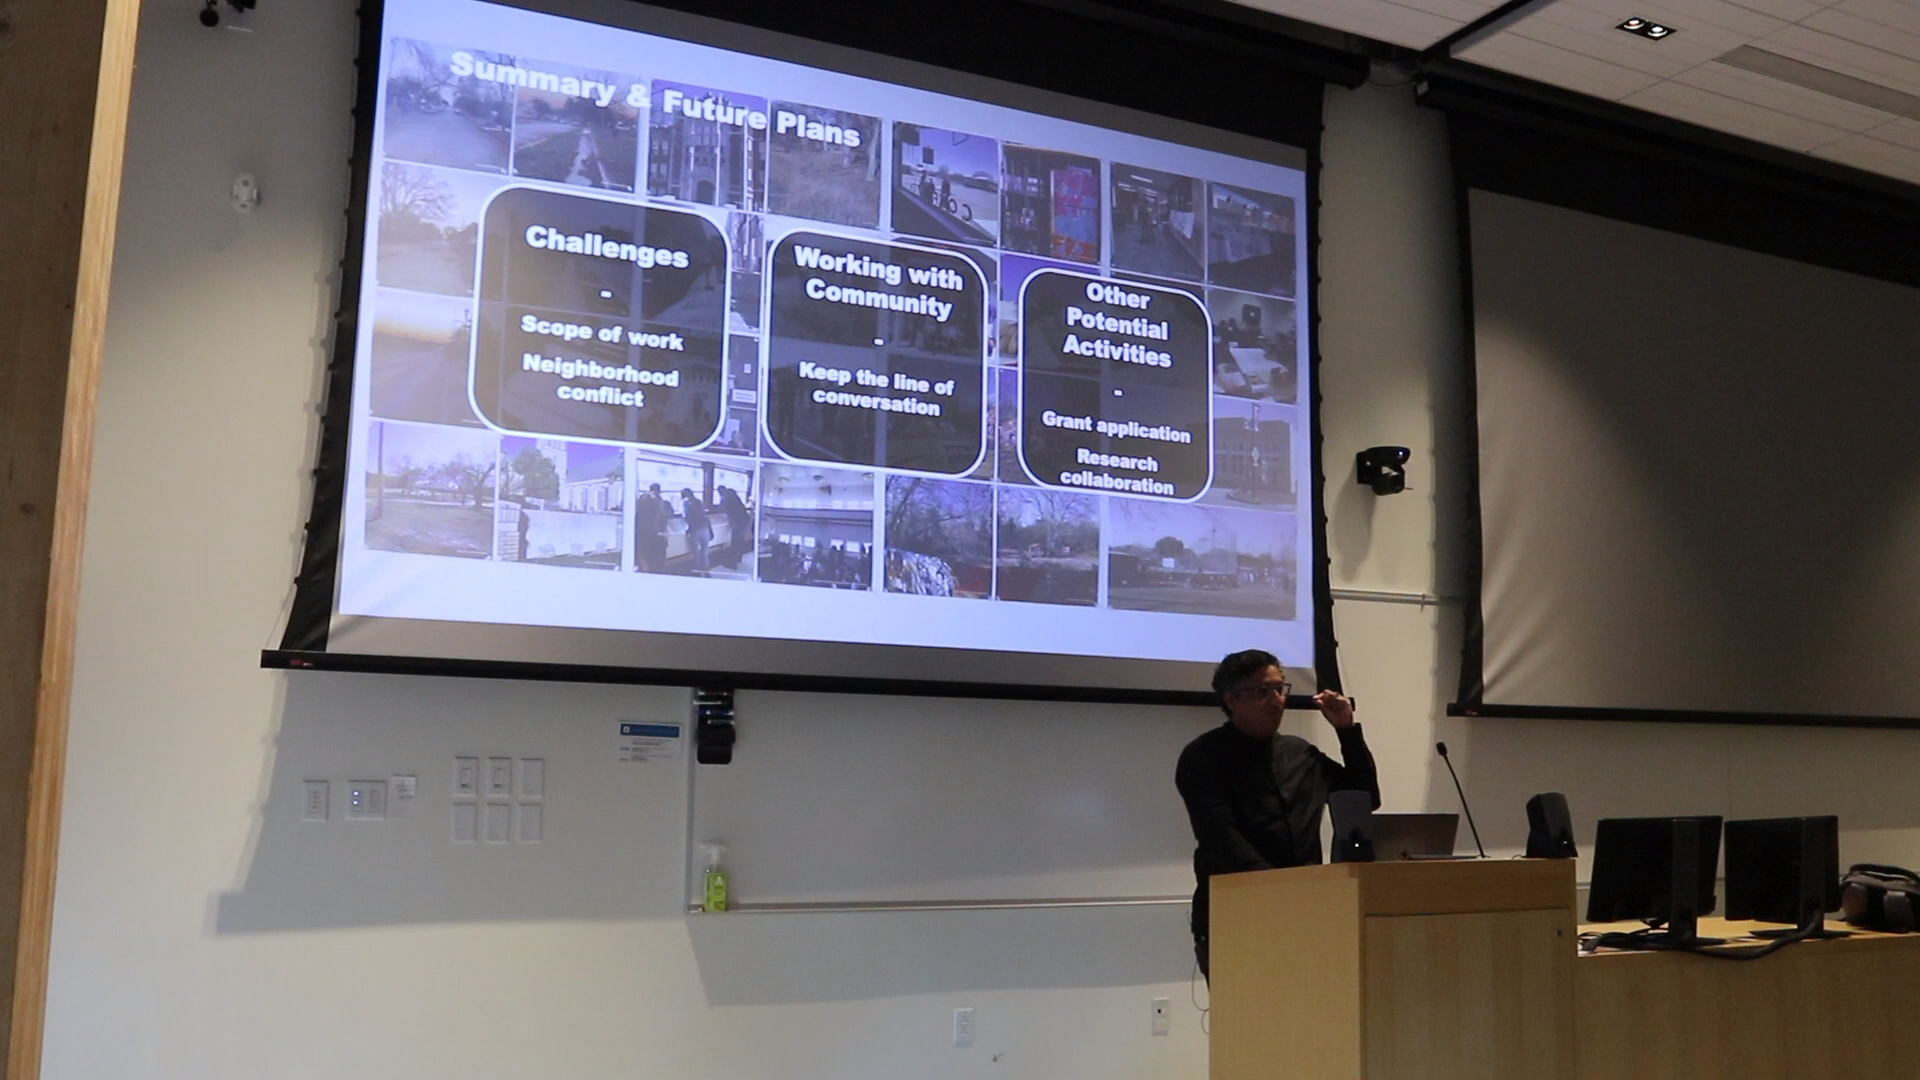 Summary & Future Plans
Challenges
-
Scope of work
Neighborhood
conflict
Working with
Community
-
Keep the line of
conversation
Other
Potential
Activities
-
Grant application
Research
collaboration